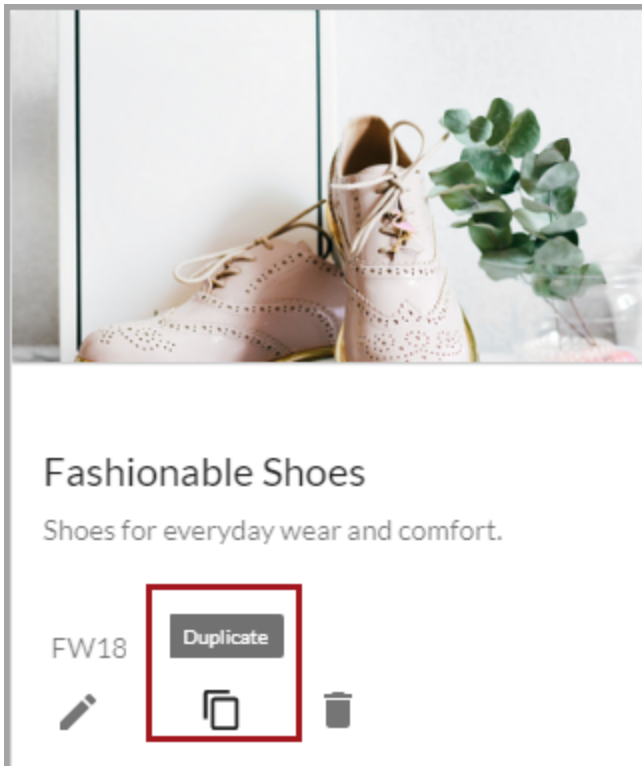 Fashionable Shoes
Shoes for everyday wear and comfort.
FW18
Duplicate